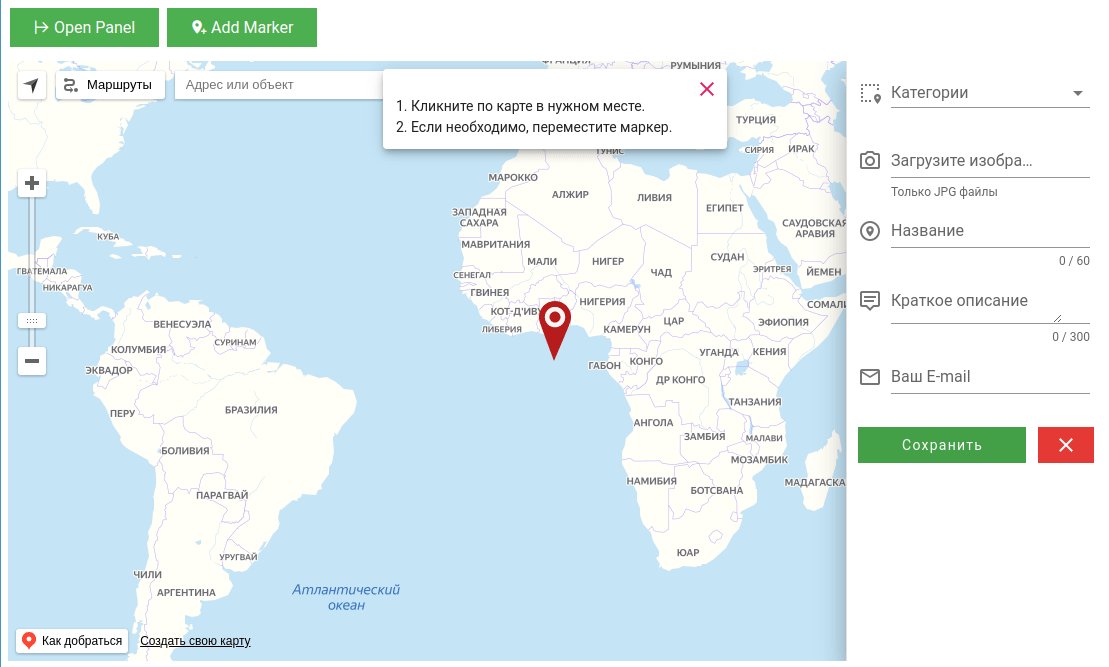 Open Panel
Add Marker
Маршруты
Адрес или объект
1. Кликните по карте в нужном месте.
2. Если необходимо, переместите маркер.
Категории
Загрузите изобра...
Только JPG файлы
Название
0 / 60
Краткое описание
0 / 300
Ваш E-mail
Сохранить
ФРАНЦИЯ
РУМЫНИЯ
ТУРЦИЯ
ТУНИС
СИРИЯ
ИРАК
МАРОККО
АЛЖИР
ЛИВИЯ
ЕГИПЕТ
ЗАПАДНАЯ
САХАРА
САУДОВСКА
АРАВИЯ
КУБА
МАВРИТАНИЯ
МАЛИ
НИГЕР
СУДАН
ЧАД
ЭРИТРЕЯ
ЙЕМЕН
ГВАТЕМАЛА
СЕНЕГАЛ
НИКАРАГУА
ГВИНЕЯ
НИГЕРИЯ
СОМАЛИ
КОТ-Д'ИВУ
ВЕНЕСУЭЛА
ЛИБЕРИЯ
КАМЕРУН
ЦАР
ЭФИОПИЯ
СУРИНАМ
КОЛУМБИЯ
УГАНДА
КЕНИЯ
ГАБОН
КОНГО
ЭКВАДОР
ДР КОНГО
ТАНЗАНИЯ
ПЕРУ
БРАЗИЛИЯ
АНГОЛА
ЗАМБИЯ
МАЛАВИ
БОЛИВИЯ
МОЗАМБИК
НАМИБИЯ
БОТСВАНА
МАДАГАСКА
ПАРАГВАЙ
ЮАР
УРУГВАЙ
ЧИЛИ
АРГЕНТИНА
Атлантический
океан
Как добраться
Создать свою карту